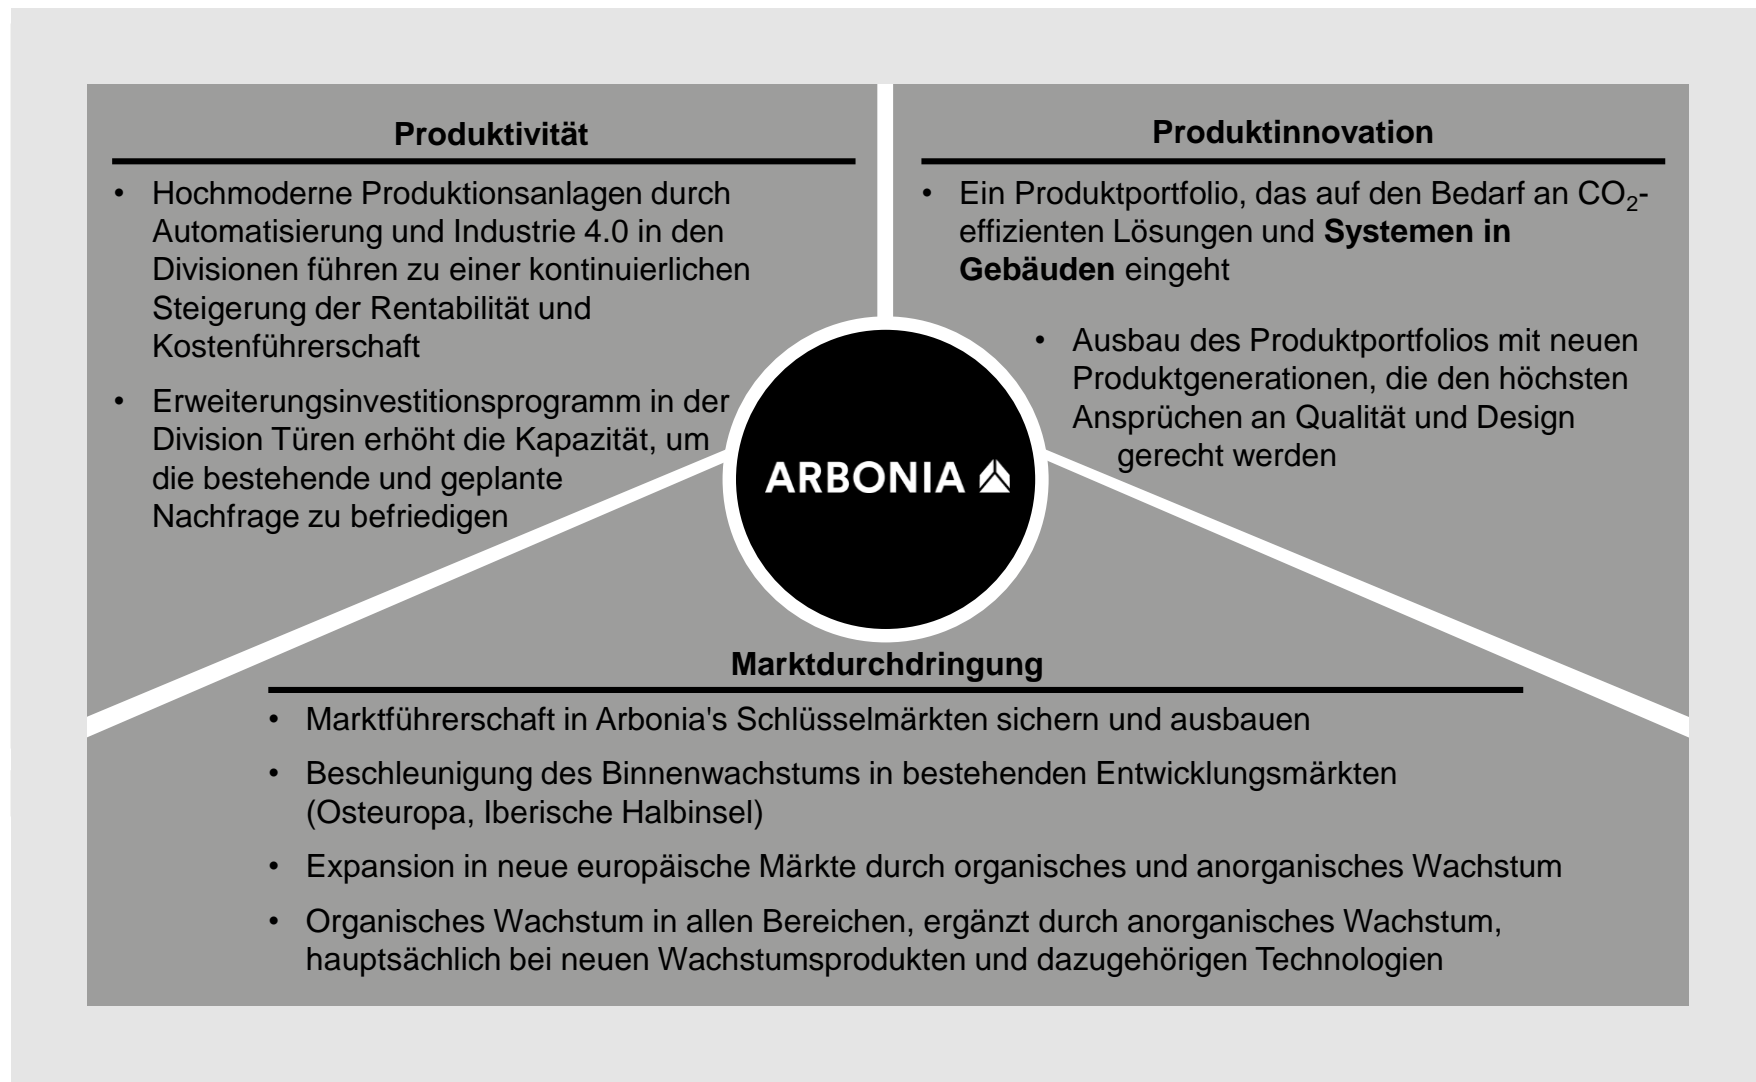 Produktivität
• Hochmoderne Produktionsanlagen durch
Automatisierung und Industrie 4.0 in den
Divisionen führen zu einer kontinuierlichen
Steigerung der Rentabilität und
Kostenführerschaft
• Erweiterungsinvestitionsprogramm in der
Division Türen erhöht die Kapazität, um
die bestehende und geplante
Nachfrage zu befriedigen
Produktinnovation
• Ein Produktportfolio, das auf den Bedarf an CO₂-
effizienten Lösungen und Systemen in
Gebäuden eingeht
• Ausbau des Produktportfolios mit neuen
Produktgenerationen, die den höchsten
Ansprüchen an Qualität und Design
gerecht werden
ARBONIA
Marktdurchdringung
• Marktführerschaft in Arbonia's Schlüsselmärkten sichern und ausbauen
• Beschleunigung des Binnenwachstums in bestehenden Entwicklungsmärkten
(Osteuropa, Iberische Halbinsel)
• Expansion in neue europäische Märkte durch organisches und anorganisches Wachstum
• Organisches Wachstum in allen Bereichen, ergänzt durch anorganisches Wachstum,
hauptsächlich bei neuen Wachstumsprodukten und dazugehörigen Technologien